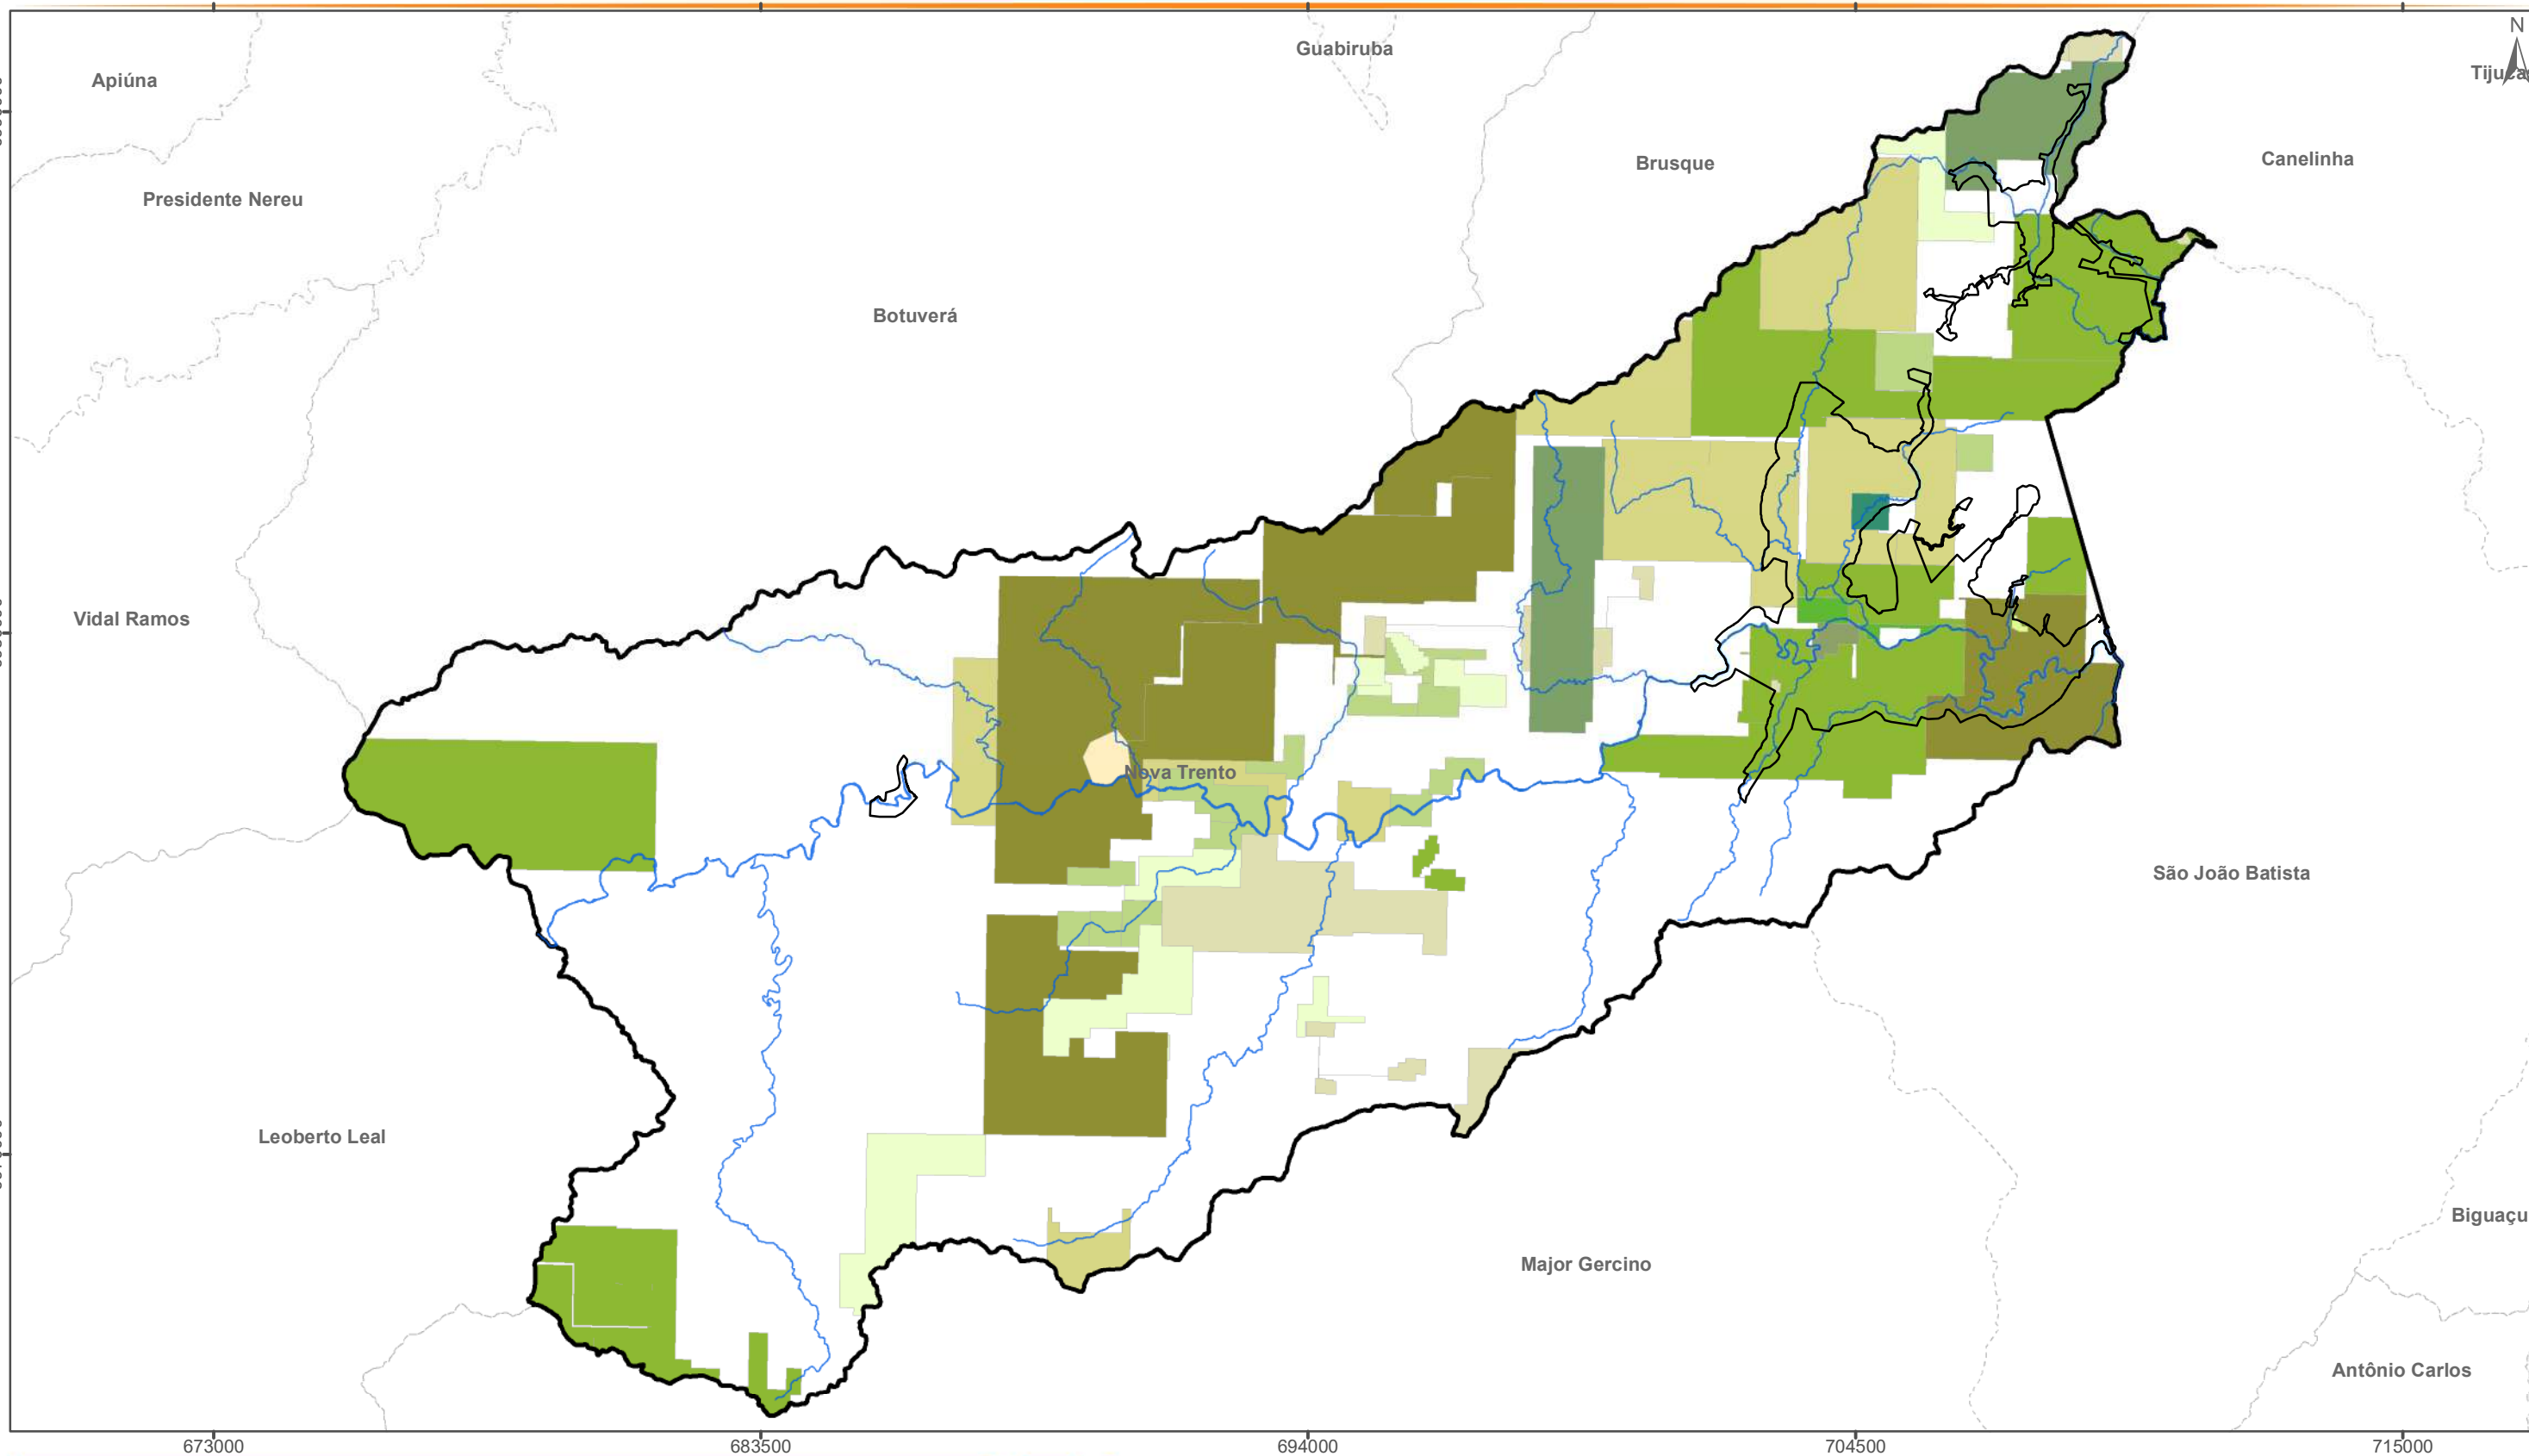 N
Guabiruba
Tijuca
Apiúna
Canelinha
Brusque
Presidente Nereu
Botuverá
Vidal Ramos
Nova Trento
São João Batista
Leoberto Leal
Biguaçu
Major Gercino
Antônio Carlos
673000 683500 694000 704500 715000